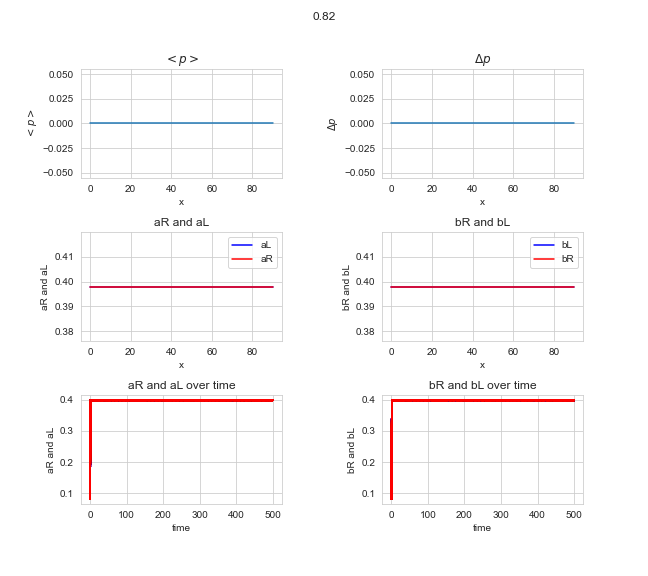 0.82
< p >
Δp
0.050
0.025
0.000
−0.025
−0.050
< p >
0 20 40 60 80
x
0.050
0.025
0.000
−0.025
−0.050
Δp
0 20 40 60 80
x
aR and aL
bR and bL
0.41
0.40
0.39
0.38
aR and aL
aL
aR
0 20 40 60 80
x
0.41
0.40
0.39
0.38
bR and bL
bL
bR
0 20 40 60 80
x
aR and aL over time
bR and bL over time
0.4
0.3
0.2
0.1
aR and aL
0 100 200 300 400 500
time
0.4
0.3
0.2
0.1
bR and bL
0 100 200 300 400 500
time